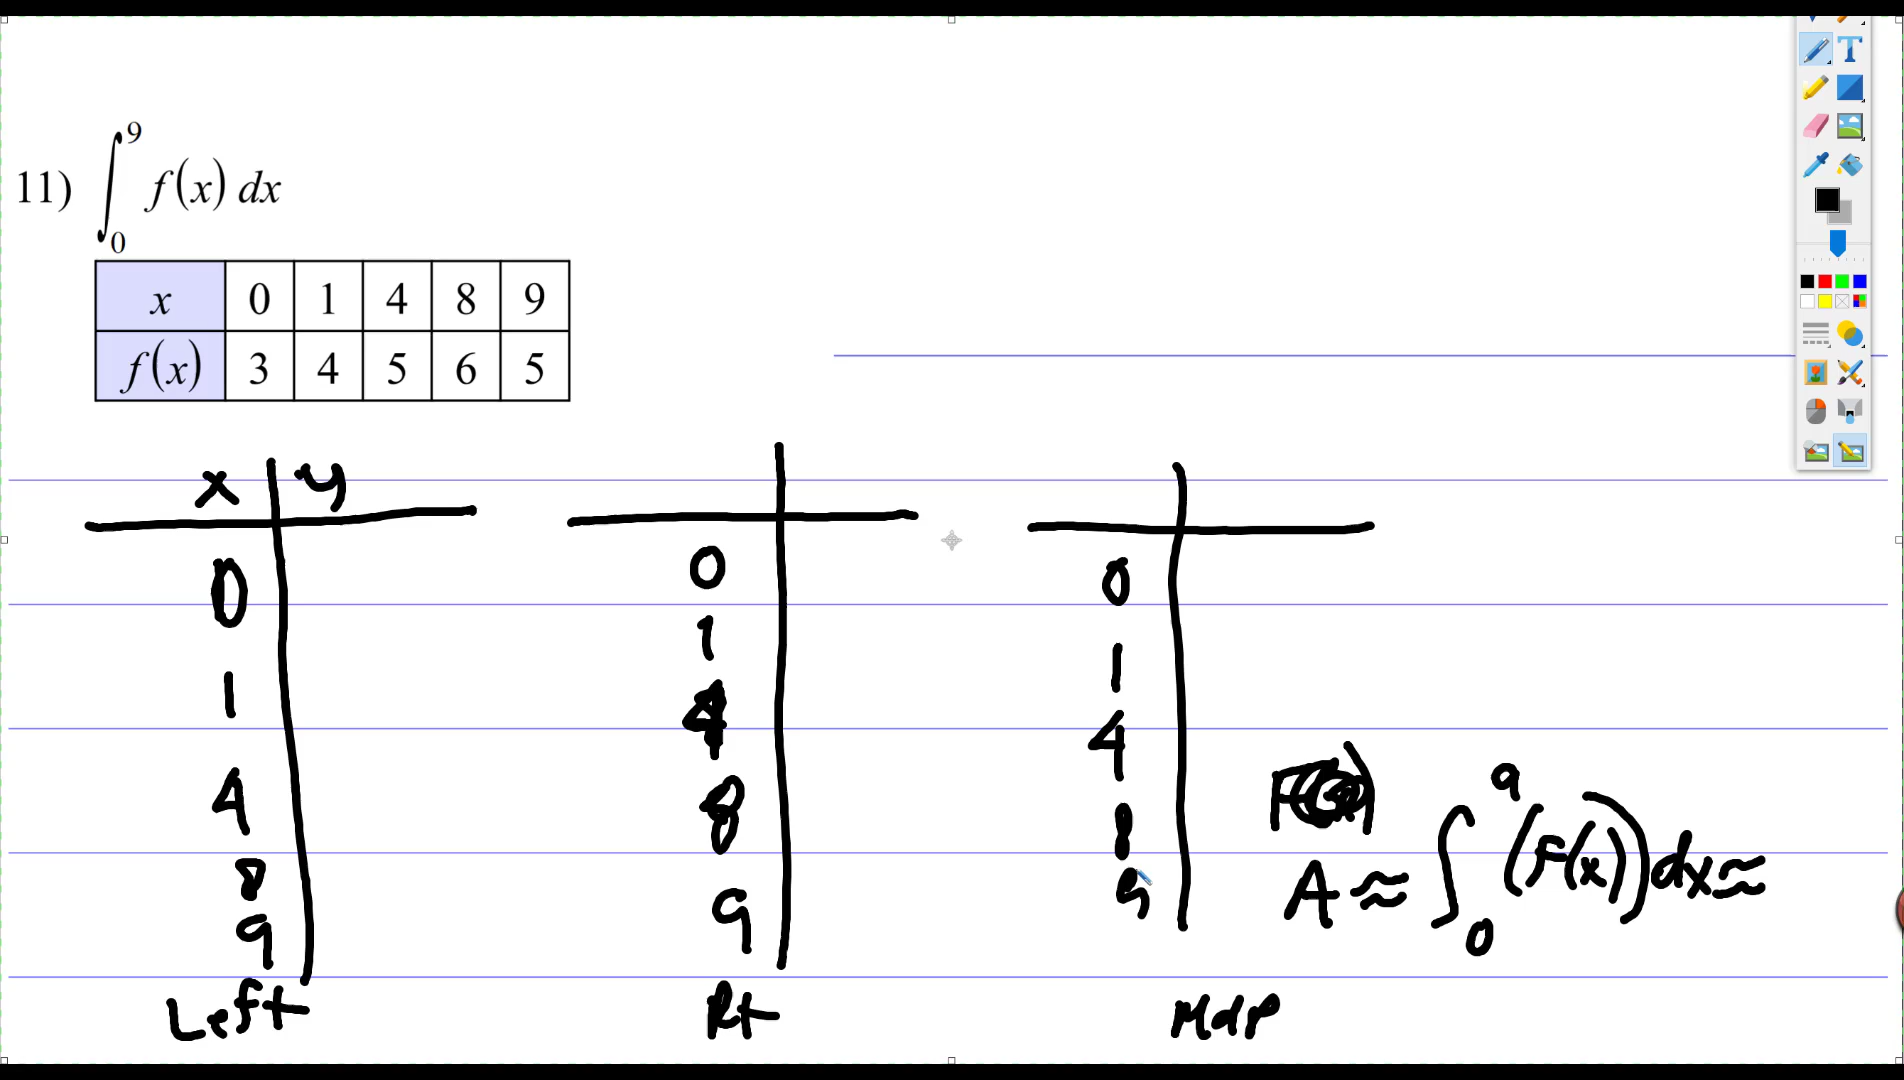 11) ∫₀⁹ f(x) dx
x 0 1 4 8 9
f(x) 3 4 5 6 5
x y
0 0 0
1 1 1
4 4 4
8 8 8
9 9 9
A ≈ ∫₀⁹ (f(x)) dx ≈
Left Rt Mdp
T